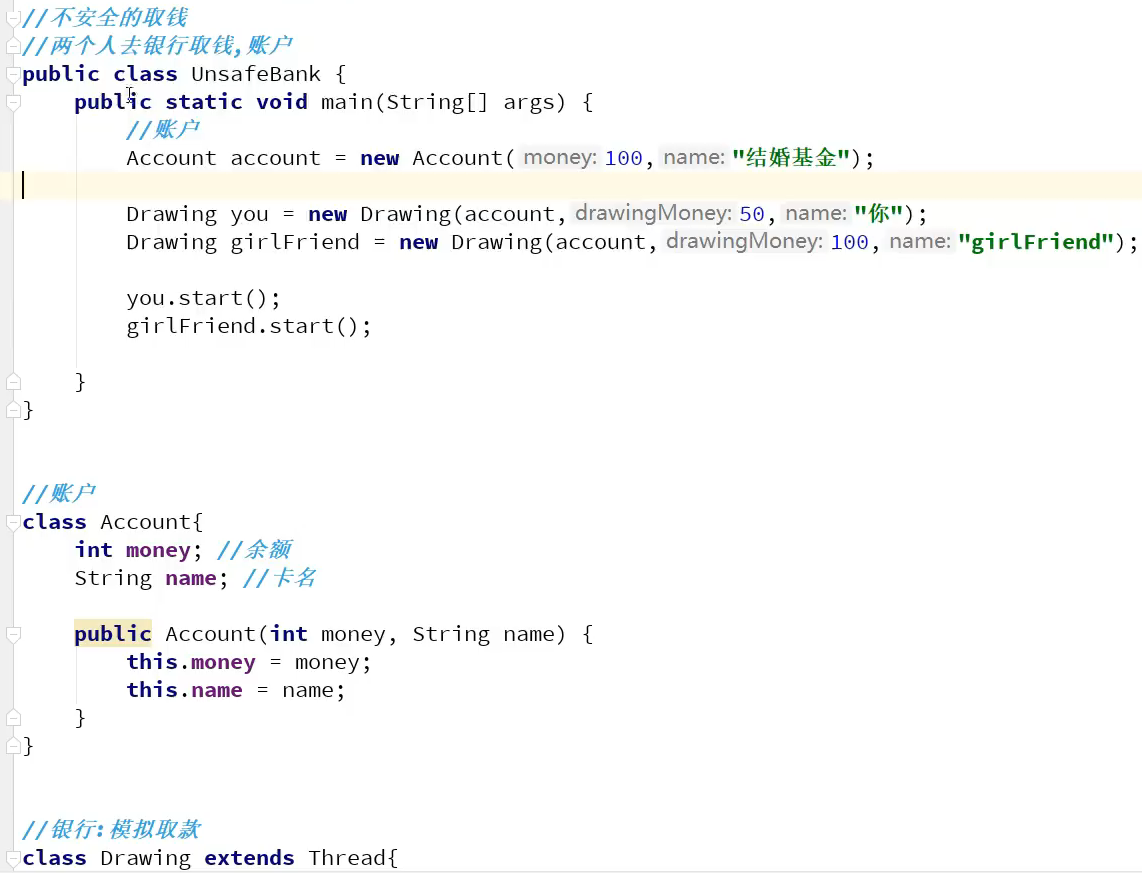 //不安全的取钱
//两个人去银行取钱,账户
public class UnsafeBank {
    public static void main(String[] args) {
        //账户
        Account account = new Account( money: 100, name: "结婚基金");

        Drawing you = new Drawing(account, drawingMoney: 50, name: "你");
        Drawing girlFriend = new Drawing(account, drawingMoney: 100, name: "girlFriend");

        you.start();
        girlFriend.start();

    }
}

//账户
class Account{
    int money; //余额
    String name; //卡名

    public Account(int money, String name) {
        this.money = money;
        this.name = name;
    }
}

//银行:模拟取款
class Drawing extends Thread{